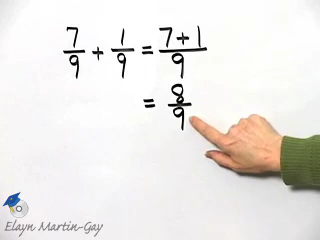 7/9 + 1/9 = (7+1)/9
= 8/9
Elayn Martin-Gay